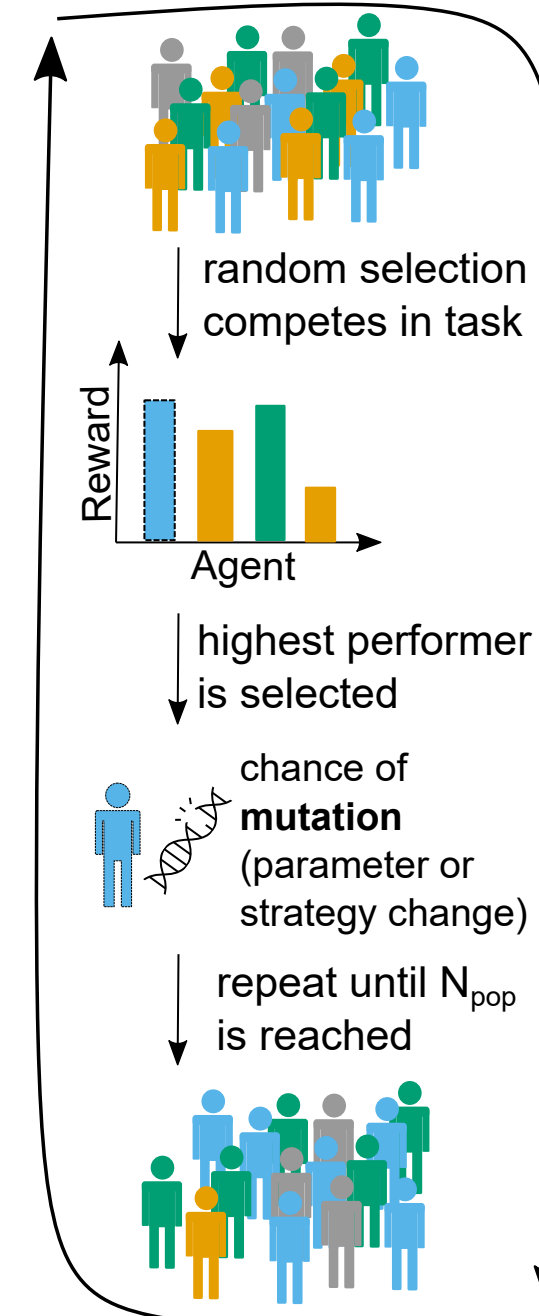 random selection
competes in task
Reward
Agent
highest performer
is selected
chance of
mutation
(parameter or
strategy change)
repeat until N_pop
is reached